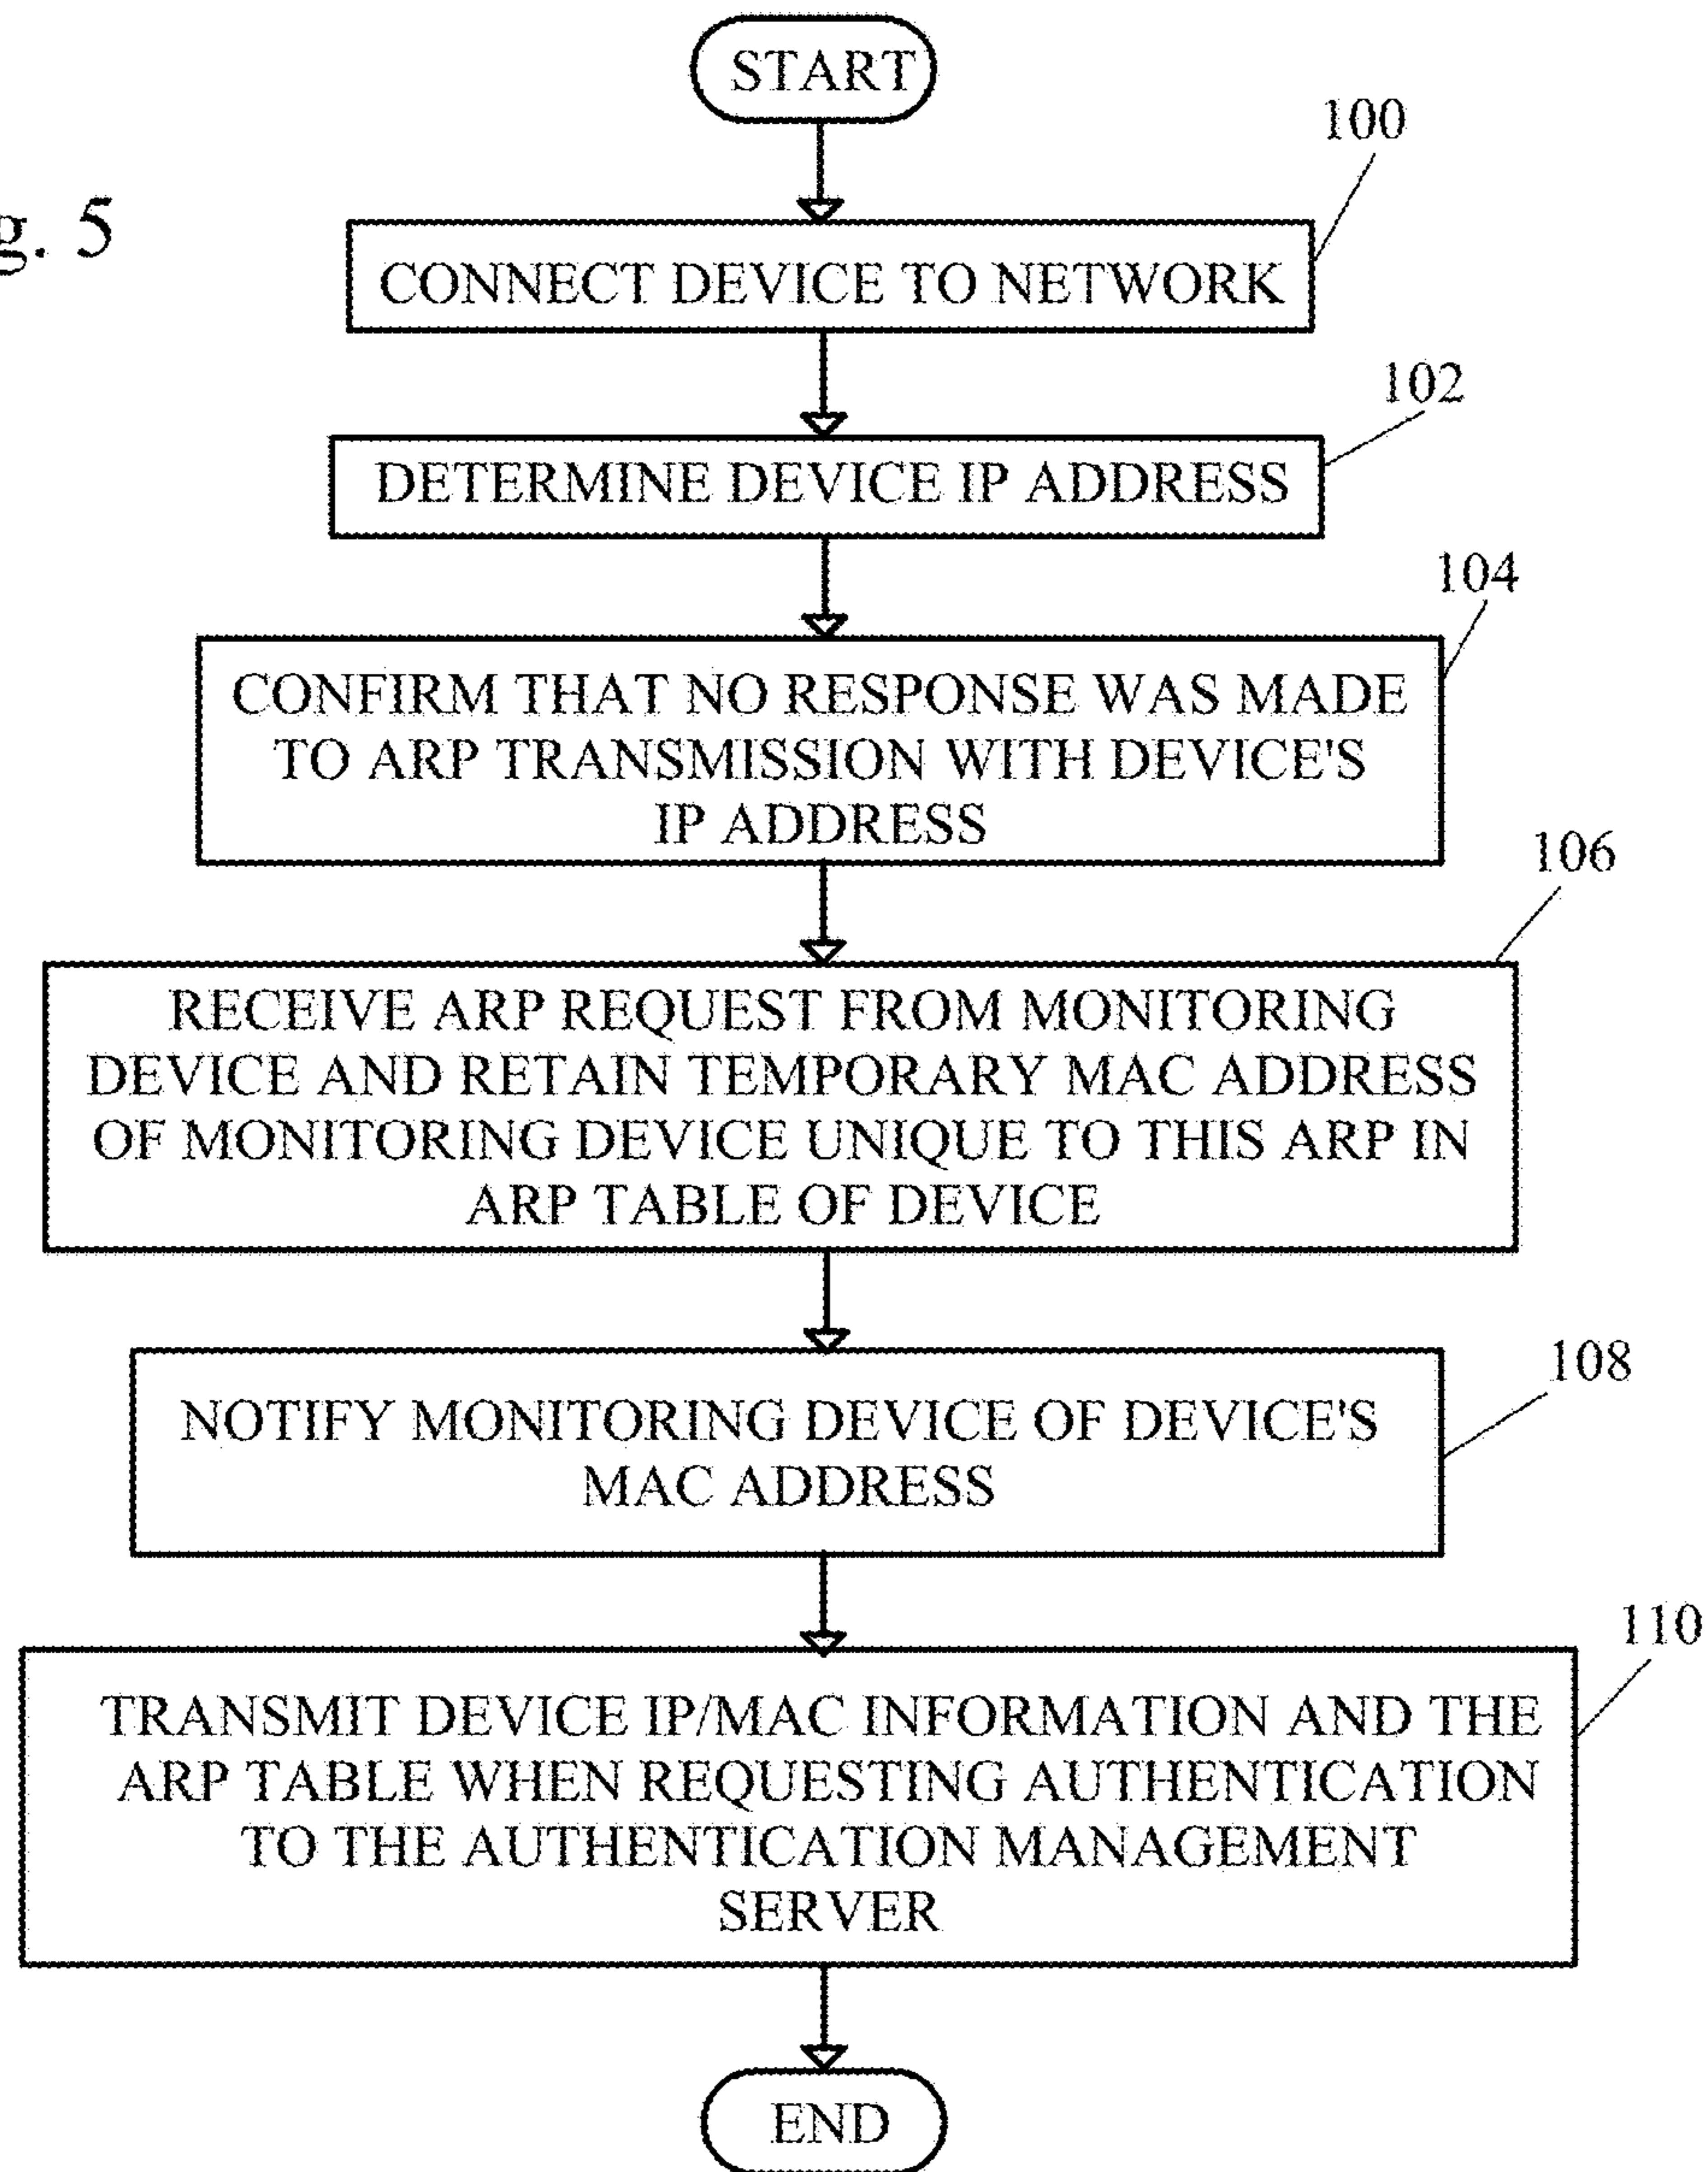 START
100
g. 5
CONNECT DEVICE TO NETWORK
102
DETERMINE DEVICE IP ADDRESS
104
CONFIRM THAT NO RESPONSE WAS MADE
TO ARP TRANSMISSION WITH DEVICE'S
IP ADDRESS
106
RECEIVE ARP REQUEST FROM MONITORING
DEVICE AND RETAIN TEMPORARY MAC ADDRESS
OF MONITORING DEVICE UNIQUE TO THIS ARP IN
ARP TABLE OF DEVICE
108
NOTIFY MONITORING DEVICE OF DEVICE'S
MAC ADDRESS
110
TRANSMIT DEVICE IP/MAC INFORMATION AND THE
ARP TABLE WHEN REQUESTING AUTHENTICATION
TO THE AUTHENTICATION MANAGEMENT
SERVER
END